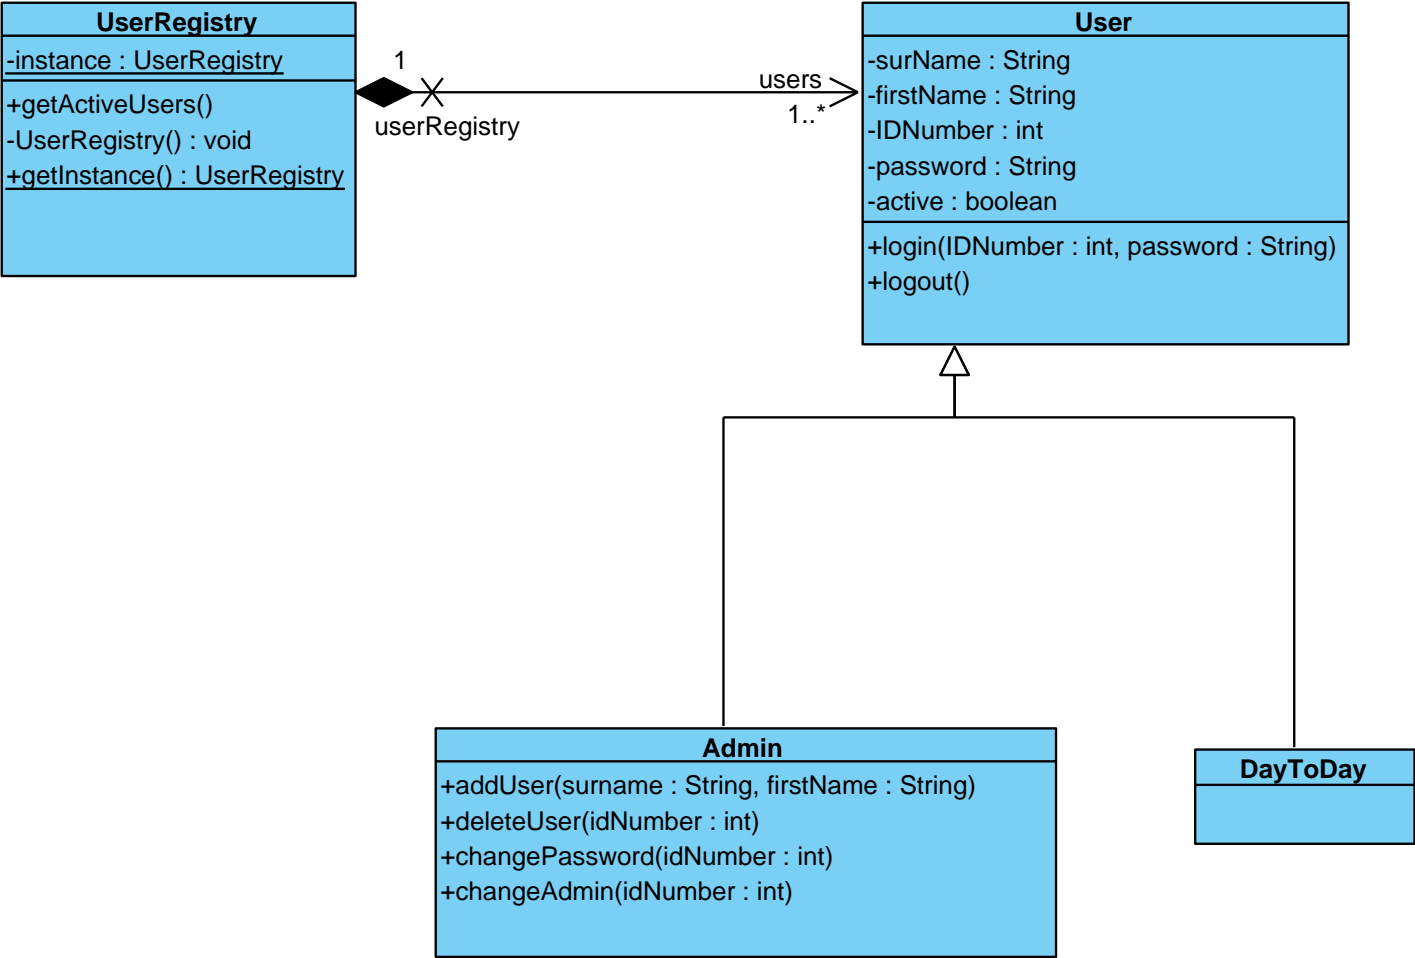 UserRegistry
-instance : UserRegistry
+getActiveUsers()
-UserRegistry() : void
+getInstance() : UserRegistry
1
userRegistry
users
1..*
User
-surName : String
-firstName : String
-IDNumber : int
-password : String
-active : boolean
+login(IDNumber : int, password : String)
+logout()
Admin
+addUser(surname : String, firstName : String)
+deleteUser(idNumber : int)
+changePassword(idNumber : int)
+changeAdmin(idNumber : int)
DayToDay